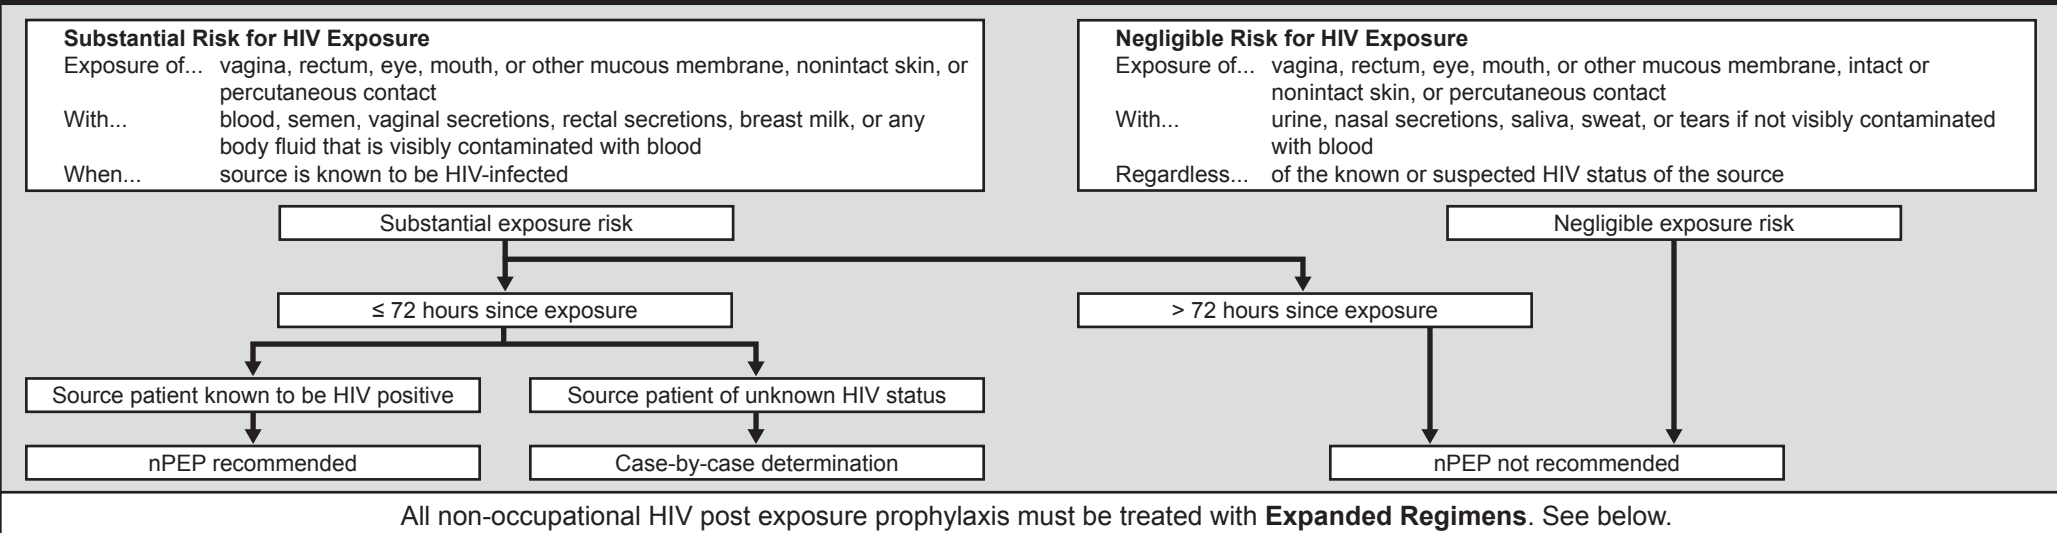 Substantial Risk for HIV Exposure
Exposure of... vagina, rectum, eye, mouth, or other mucous membrane, nonintact skin, or
percutaneous contact
With... blood, semen, vaginal secretions, rectal secretions, breast milk, or any
body fluid that is visibly contaminated with blood
When... source is known to be HIV-infected
Negligible Risk for HIV Exposure
Exposure of... vagina, rectum, eye, mouth, or other mucous membrane, intact or
nonintact skin, or percutaneous contact
With... urine, nasal secretions, saliva, sweat, or tears if not visibly contaminated
with blood
Regardless... of the known or suspected HIV status of the source
Substantial exposure risk
Negligible exposure risk
≤ 72 hours since exposure
> 72 hours since exposure
Source patient known to be HIV positive
Source patient of unknown HIV status
nPEP recommended
Case-by-case determination
nPEP not recommended
All non-occupational HIV post exposure prophylaxis must be treated with Expanded Regimens. See below.